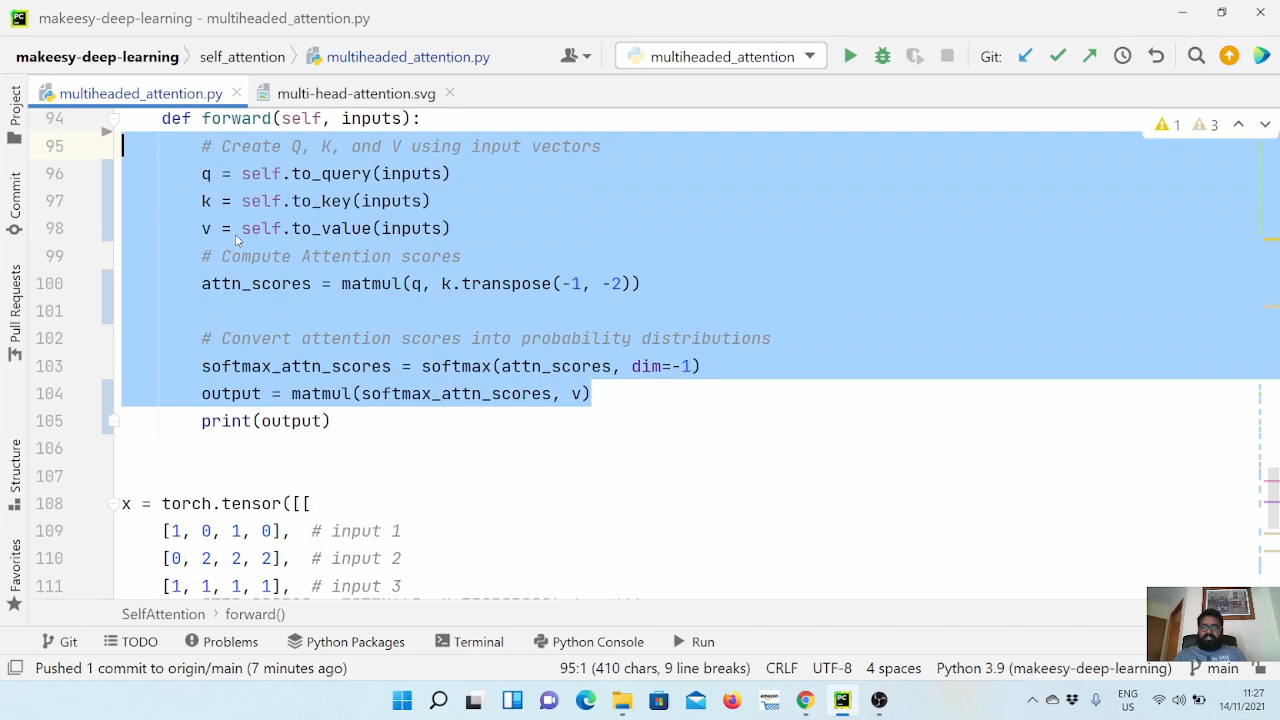 makeesy-deep-learning - multiheaded_attention.py
makeesy-deep-learning self_attention multiheaded_attention.py multiheaded_attention Git:
multiheaded_attention.py multi-head-attention.svg
Project
Commit
Pull Requests
Structure
Favorites
1 3
94 def forward(self, inputs):
95 # Create Q, K, and V using input vectors
96 q = self.to_query(inputs)
97 k = self.to_key(inputs)
98 v = self.to_value(inputs)
99 # Compute Attention scores
100 attn_scores = matmul(q, k.transpose(-1, -2))
101
102 # Convert attention scores into probability distributions
103 softmax_attn_scores = softmax(attn_scores, dim=-1)
104 output = matmul(softmax_attn_scores, v)
105 print(output)
106
107
108 x = torch.tensor([[
109 [1, 0, 1, 0], # input 1
110 [0, 2, 2, 2], # input 2
111 [1, 1, 1, 1], # input 3
SelfAttention forward()
Git TODO Problems Python Packages Terminal Python Console Run
Pushed 1 commit to origin/main (7 minutes ago) 95:1 (410 chars, 9 line breaks) CRLF UTF-8 4 spaces Python 3.9 (makeesy-deep-learning) main
ENG
US
11:27
14/11/2021